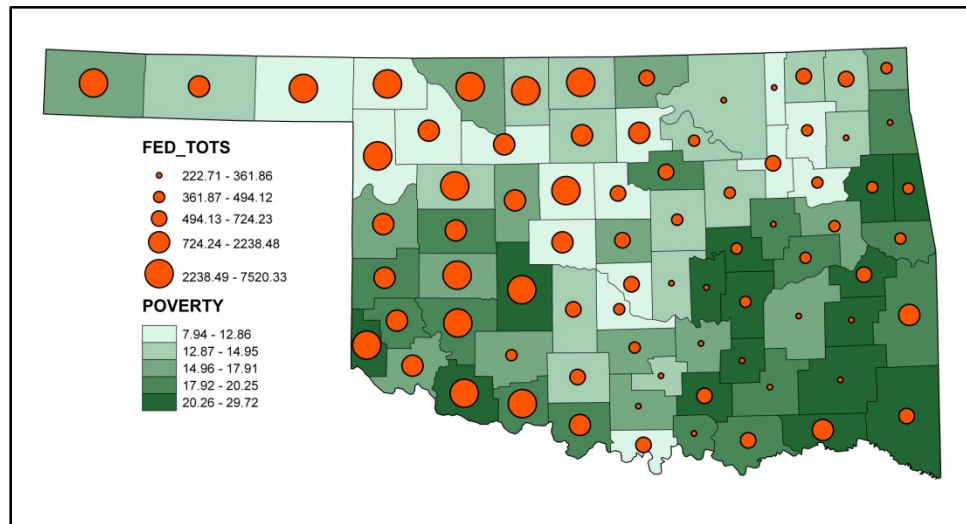 FED_TOTS
222.71 - 361.86
361.87 - 494.12
494.13 - 724.23
724.24 - 2238.48
2238.49 - 7520.33
POVERTY
7.94 - 12.86
12.87 - 14.95
14.96 - 17.91
17.92 - 20.25
20.26 - 29.72